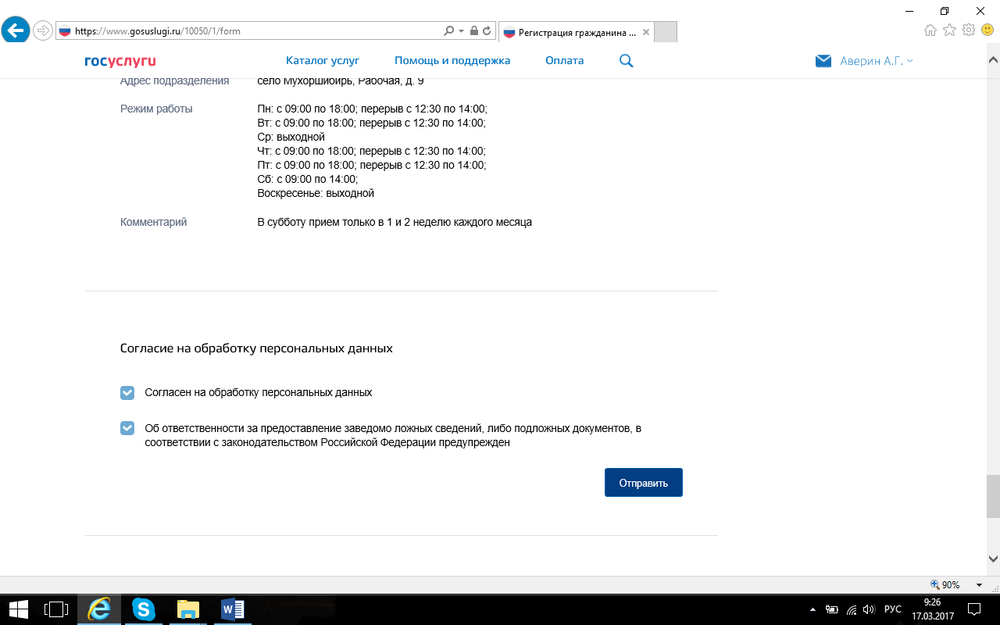 https://www.gosuslugi.ru/10050/1/form
Регистрация гражданина ...
госуслуги
Каталог услуг
Помощь и поддержка
Оплата
Аверин А.Г.
Адрес подразделения
село Мухоршибирь, Рабочая, д. 9
Режим работы
Пн: с 09:00 по 18:00; перерыв с 12:30 по 14:00;
Вт: с 09:00 по 18:00; перерыв с 12:30 по 14:00;
Ср: выходной
Чт: с 09:00 по 18:00; перерыв с 12:30 по 14:00;
Пт: с 09:00 по 18:00; перерыв с 12:30 по 14:00;
Сб: с 09:00 по 14:00;
Воскресенье: выходной
Комментарий
В субботу прием только в 1 и 2 неделю каждого месяца
Согласие на обработку персональных данных
Согласен на обработку персональных данных
Об ответственности за предоставление заведомо ложных сведений, либо подложных документов, в
соответствии с законодательством Российской Федерации предупрежден
Отправить
90%
РУС
9:26
17.03.2017